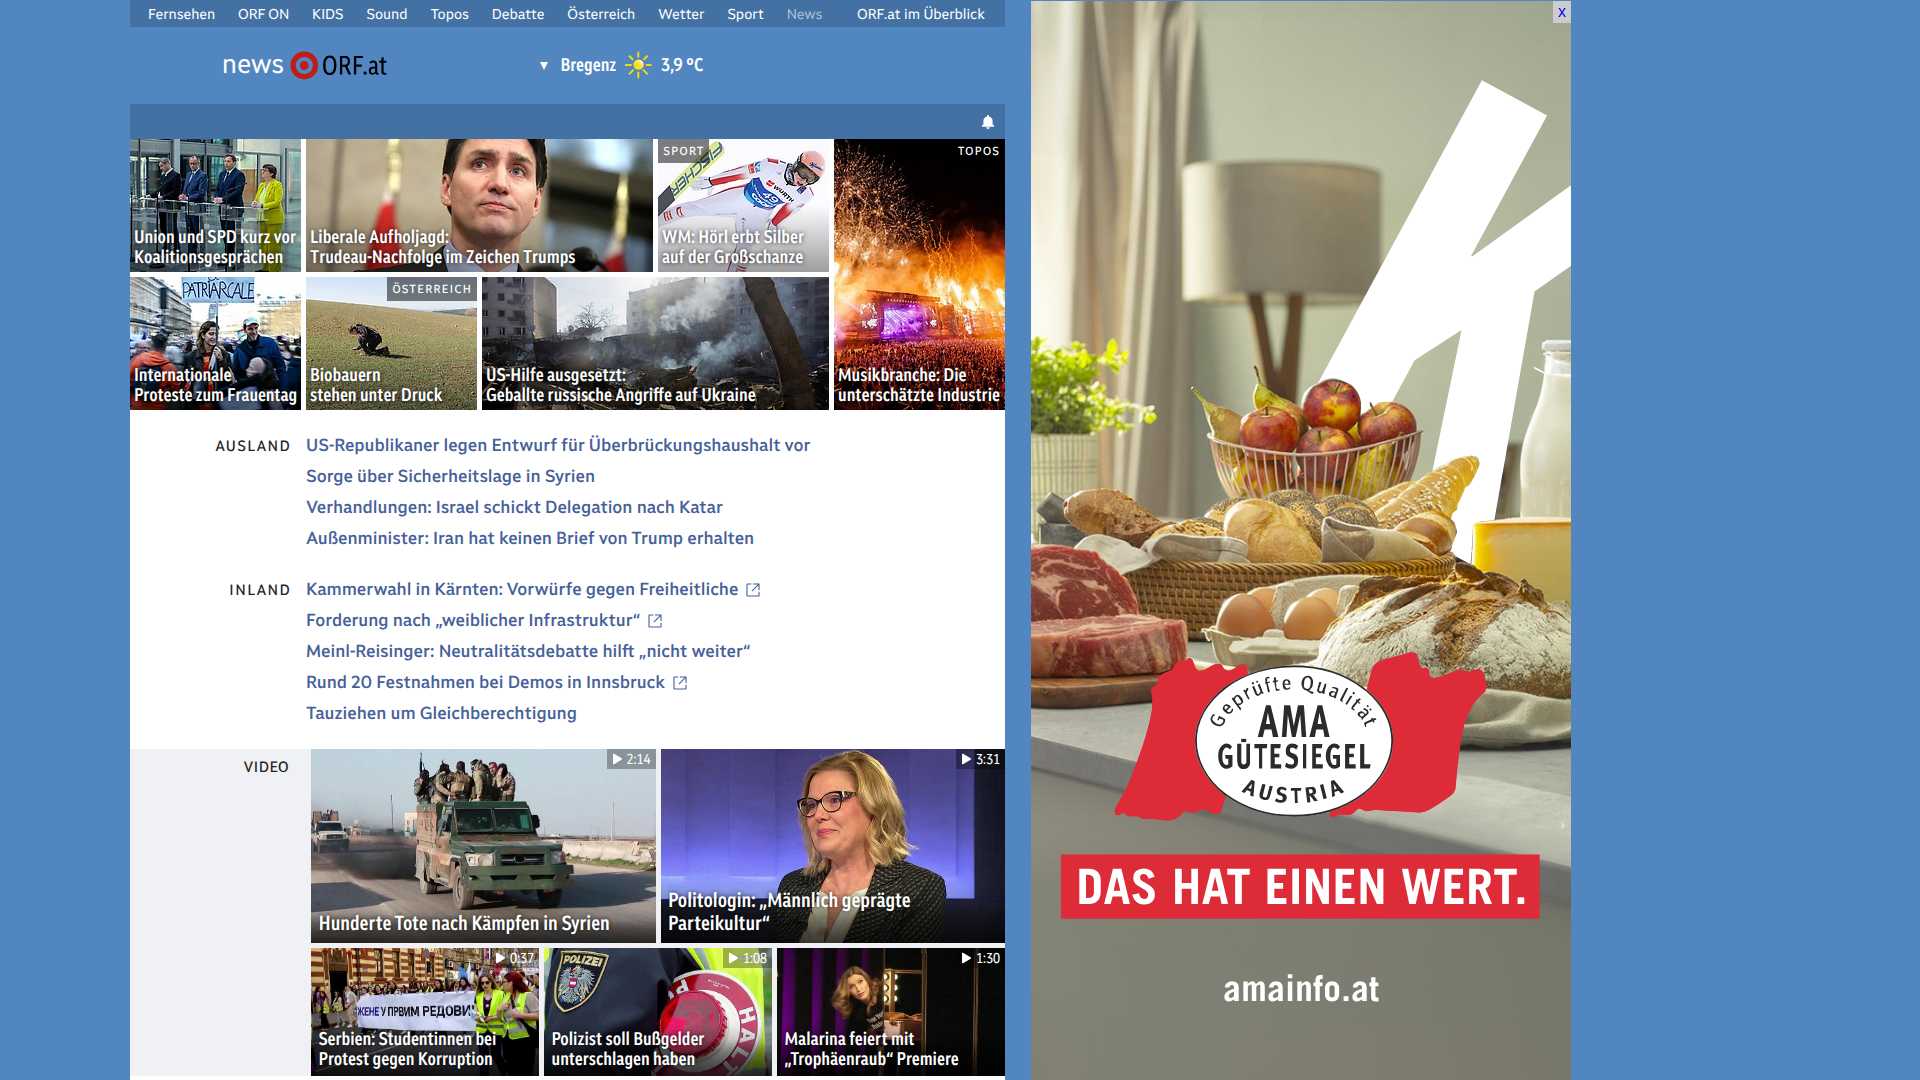 Fernsehen ORF ON KIDS Sound Topos Debatte Österreich Wetter Sport News ORF.at im Überblick
news ORF.at
Bregenz 3,9 °C
Union und SPD kurz vor
Koalitionsgesprächen
Liberale Aufholjagd:
Trudeau-Nachfolge im Zeichen Trumps
SPORT
FISCHER
WÜRTH
49
WM: Hörl erbt Silber
auf der Großschanze
TOPOS
Musikbranche: Die
unterschätzte Industrie
PATRIARCALE
Internationale
Proteste zum Frauentag
ÖSTERREICH
Biobauern
stehen unter Druck
US-Hilfe ausgesetzt:
Geballte russische Angriffe auf Ukraine
AUSLAND
US-Republikaner legen Entwurf für Überbrückungshaushalt vor
Sorge über Sicherheitslage in Syrien
Verhandlungen: Israel schickt Delegation nach Katar
Außenminister: Iran hat keinen Brief von Trump erhalten
INLAND
Kammerwahl in Kärnten: Vorwürfe gegen Freiheitliche
Forderung nach „weiblicher Infrastruktur“
Meinl-Reisinger: Neutralitätsdebatte hilft „nicht weiter“
Rund 20 Festnahmen bei Demos in Innsbruck
Tauziehen um Gleichberechtigung
VIDEO
2:14
Hunderte Tote nach Kämpfen in Syrien
3:31
Politologin: „Männlich geprägte
Parteikultur“
0:37
ЖЕНЕ У ПРВИМ РЕДОВИ
Serbien: Studentinnen bei
Protest gegen Korruption
1:08
POLIZEI
HALT
Polizist soll Bußgelder
unterschlagen haben
1:30
Malarina feiert mit
„Trophäenraub“ Premiere
X
Geprüfte Qualität
AMA
GÜTESIEGEL
AUSTRIA
DAS HAT EINEN WERT.
amainfo.at